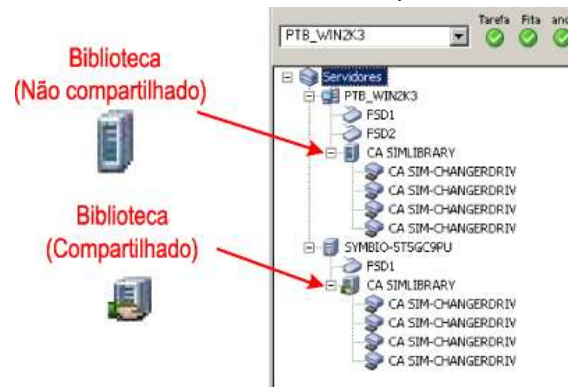 Tarefa Fita
PTB_WIN2K3
Biblioteca
(Não compartilhado)
Biblioteca
(Compartilhado)
Servidores
PTB_WIN2K3
FSD1
FSD2
CA SIMLIBRARY
CA SIM-CHANGERDRIV
CA SIM-CHANGERDRIV
CA SIM-CHANGERDRIV
CA SIM-CHANGERDRIV
SYMBIO-5T5GC9PU
FSD1
CA SIMLIBRARY
CA SIM-CHANGERDRIV
CA SIM-CHANGERDRIV
CA SIM-CHANGERDRIV
CA SIM-CHANGERDRIV